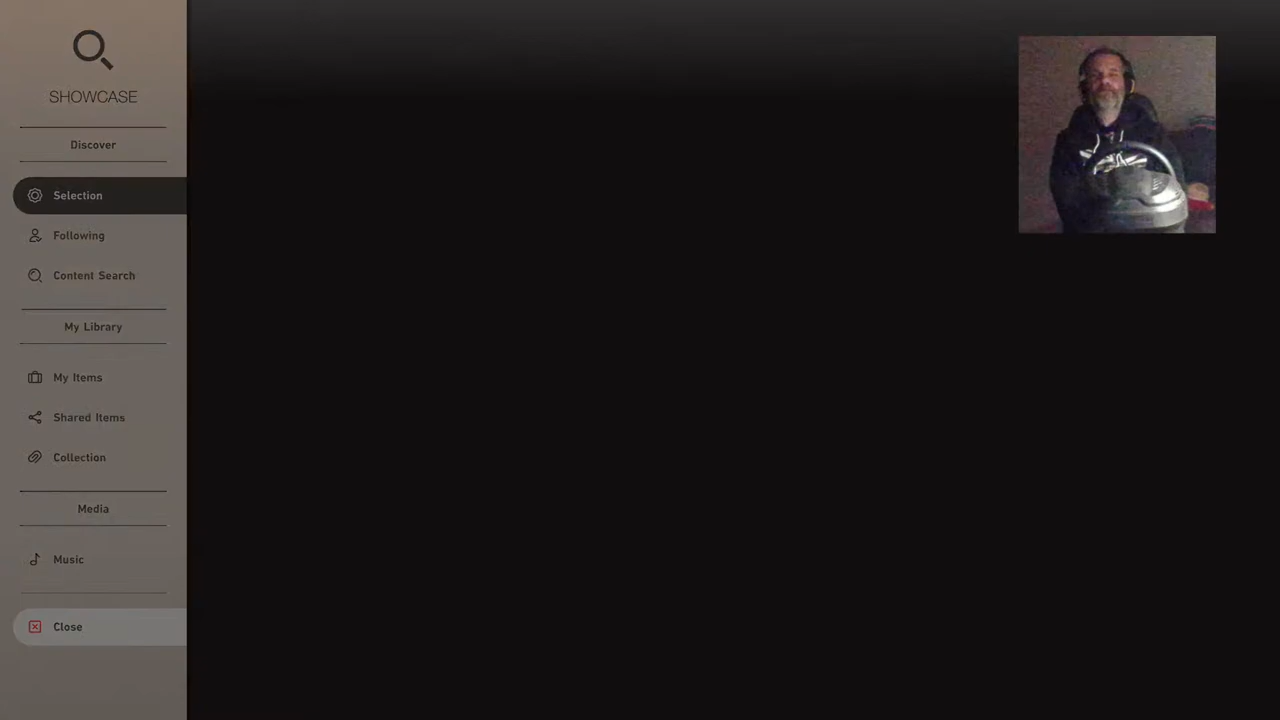 SHOWCASE
Discover
Selection
Following
Content Search
My Library
My Items
Shared Items
Collection
Media
Music
Close